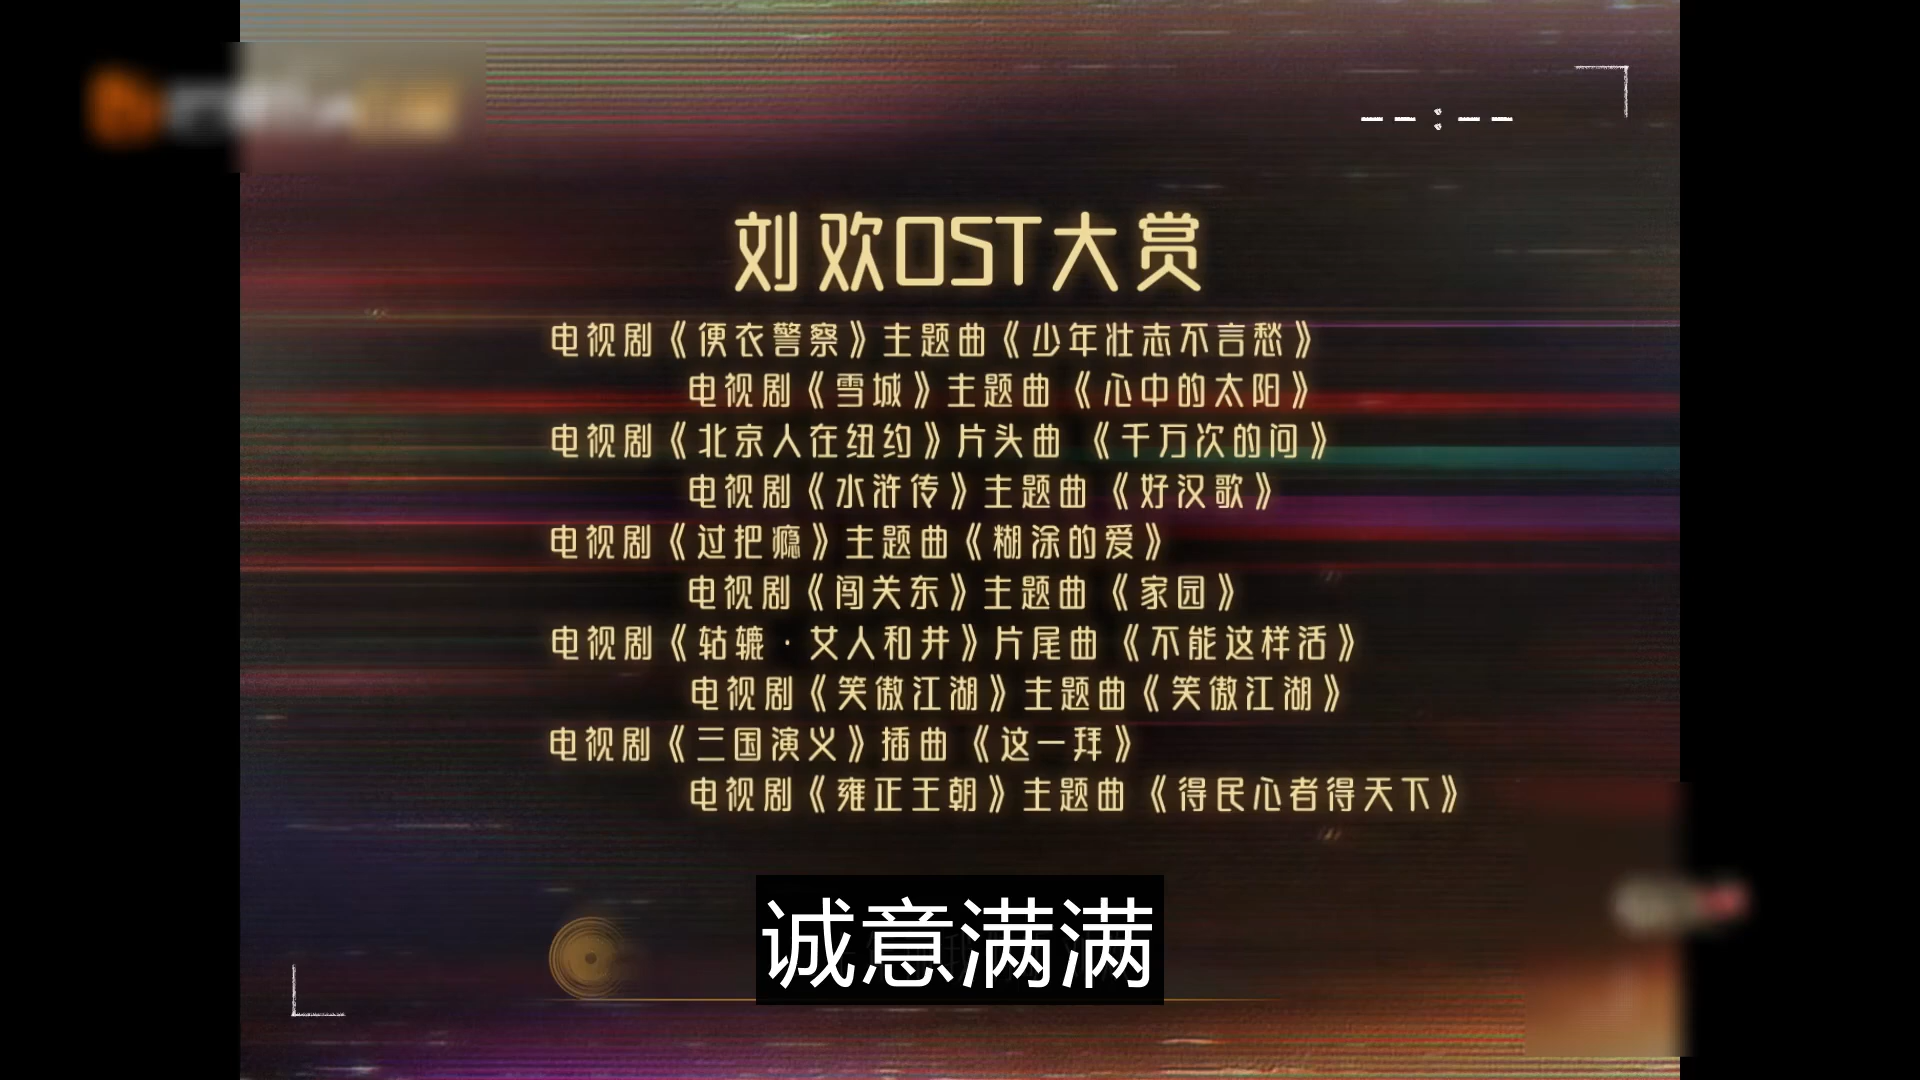 --:--
刘欢OST大赏
电视剧《便衣警察》主题曲《少年壮志不言愁》
电视剧《雪城》主题曲《心中的太阳》
电视剧《北京人在纽约》片头曲 《千万次的问》
电视剧《水浒传》主题曲 《好汉歌》
电视剧《过把瘾》主题曲《糊涂的爱》
电视剧《闯关东》主题曲 《家园》
电视剧《轱辘·女人和井》片尾曲 《不能这样活》
电视剧《笑傲江湖》主题曲《笑傲江湖》
电视剧《三国演义》插曲 《这一拜》
电视剧《雍正王朝》主题曲 《得民心者得天下》
诚意满满